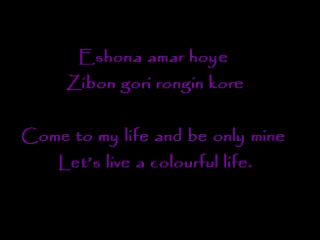 Eshona amar hoye
Zibon gori rongin kore
Come to my life and be only mine
Let's live a colourful life.